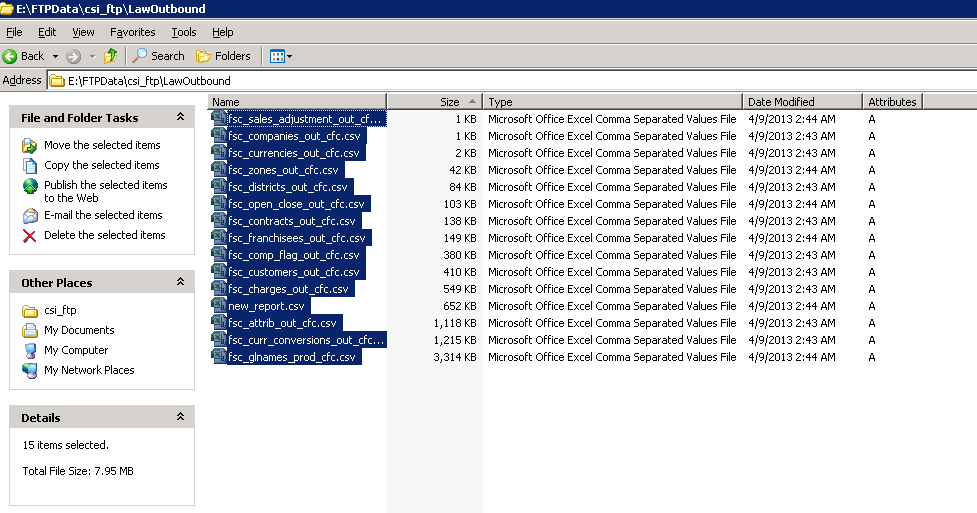 E:\FTPData\csi_ftp\LawOutbound
File Edit View Favorites Tools Help
Back Search Folders
Address E:\FTPData\csi_ftp\LawOutbound
File and Folder Tasks
Move the selected items
Copy the selected items
Publish the selected items
to the Web
E-mail the selected items
Delete the selected items
Other Places
csi_ftp
My Documents
My Computer
My Network Places
Details
15 items selected.
Total File Size: 7.95 MB
Name Size Type Date Modified Attributes
fsc_sales_adjustment_out_cf... 1 KB Microsoft Office Excel Comma Separated Values File 4/9/2013 2:44 AM A
fsc_companies_out_cfc.csv 1 KB Microsoft Office Excel Comma Separated Values File 4/9/2013 2:43 AM A
fsc_currencies_out_cfc.csv 2 KB Microsoft Office Excel Comma Separated Values File 4/9/2013 2:43 AM A
fsc_zones_out_cfc.csv 42 KB Microsoft Office Excel Comma Separated Values File 4/9/2013 2:44 AM A
fsc_districts_out_cfc.csv 84 KB Microsoft Office Excel Comma Separated Values File 4/9/2013 2:43 AM A
fsc_open_close_out_cfc.csv 103 KB Microsoft Office Excel Comma Separated Values File 4/9/2013 2:44 AM A
fsc_contracts_out_cfc.csv 138 KB Microsoft Office Excel Comma Separated Values File 4/9/2013 2:43 AM A
fsc_franchisees_out_cfc.csv 149 KB Microsoft Office Excel Comma Separated Values File 4/9/2013 2:43 AM A
fsc_comp_flag_out_cfc.csv 380 KB Microsoft Office Excel Comma Separated Values File 4/9/2013 2:43 AM A
fsc_customers_out_cfc.csv 410 KB Microsoft Office Excel Comma Separated Values File 4/9/2013 2:43 AM A
fsc_charges_out_cfc.csv 549 KB Microsoft Office Excel Comma Separated Values File 4/9/2013 2:43 AM A
new_report.csv 652 KB Microsoft Office Excel Comma Separated Values File 4/9/2013 2:44 AM A
fsc_attrib_out_cfc.csv 1,118 KB Microsoft Office Excel Comma Separated Values File 4/9/2013 2:43 AM A
fsc_curr_conversions_out_cfc... 1,215 KB Microsoft Office Excel Comma Separated Values File 4/9/2013 2:43 AM A
fsc_glnames_prod_cfc.csv 3,314 KB Microsoft Office Excel Comma Separated Values File 4/9/2013 2:44 AM A